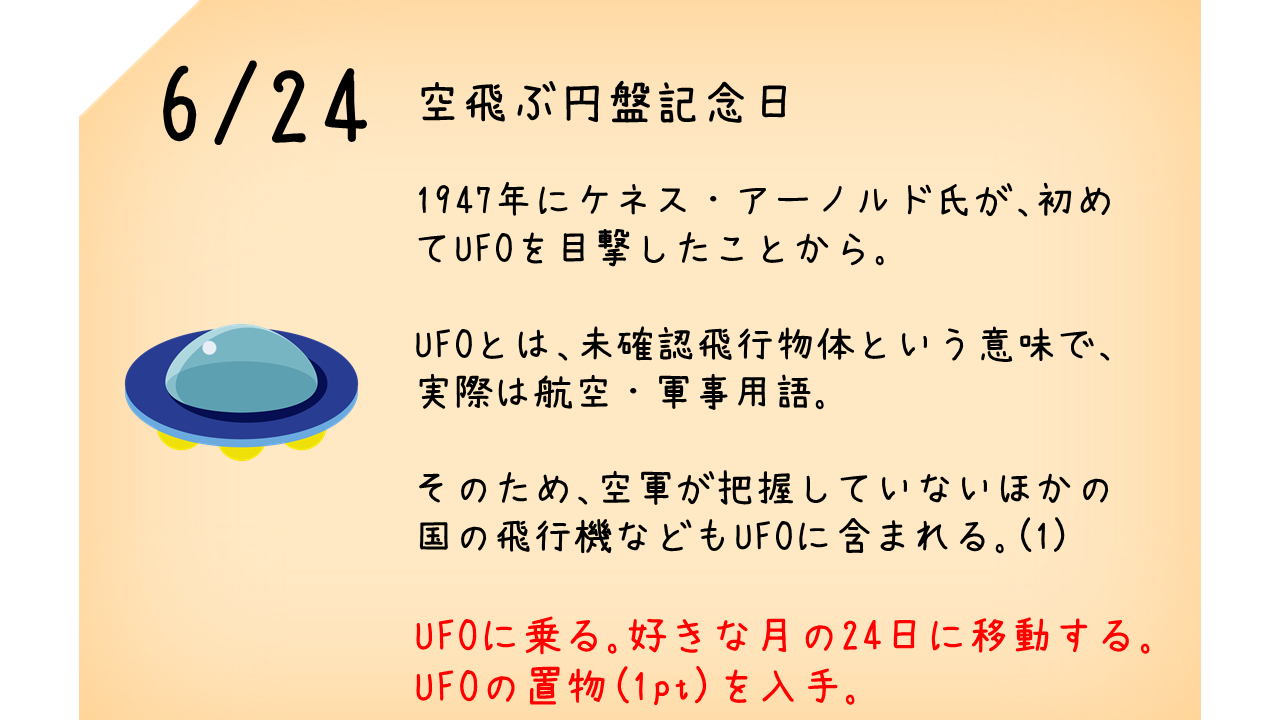 6/24 空飛ぶ円盤記念日
1947年にケネス・アーノルド氏が、初め
てUFOを目撃したことから。
UFOとは、未確認飛行物体という意味で、
実際は航空・軍事用語。
そのため、空軍が把握していないほかの
国の飛行機などもUFOに含まれる。(1)
UFOに乗る。好きな月の24日に移動する。
UFOの置物(1pt)を入手。